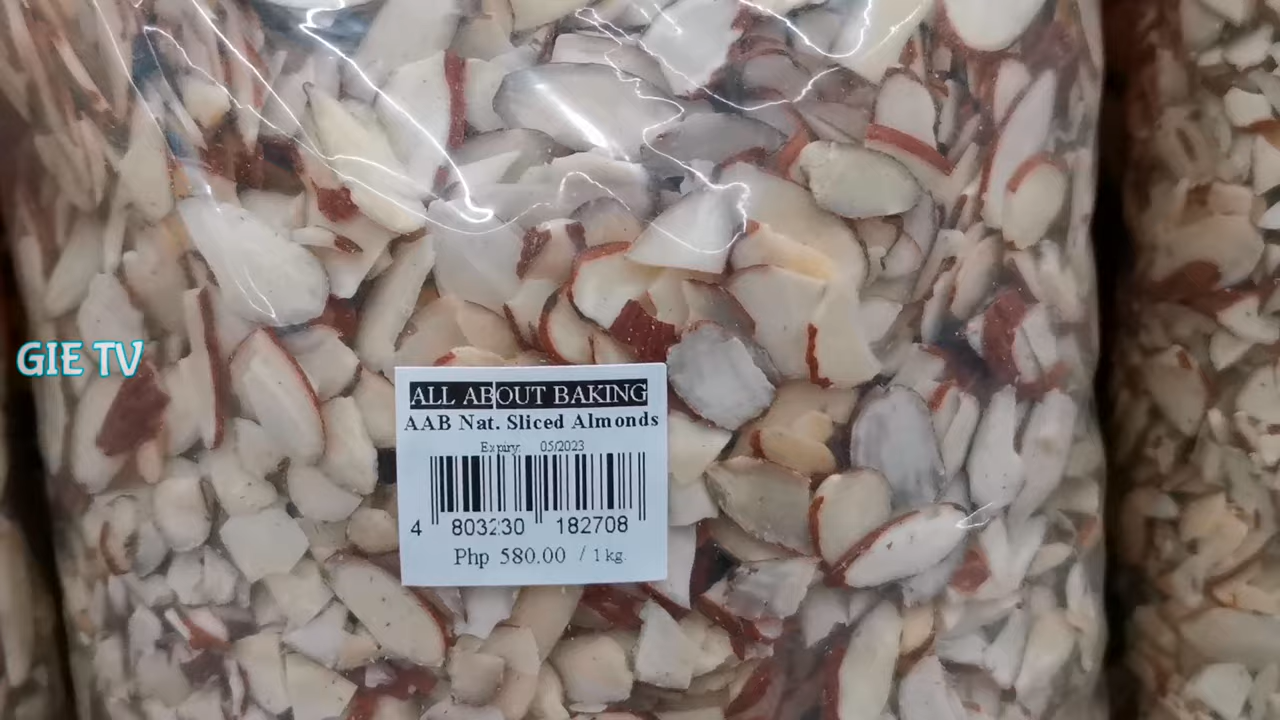 GIE TV
ALL ABOUT BAKING
AAB Nat. Sliced Almonds
Expiry: 05/2023
4 803230 182708
Php 580.00 / 1 kg.